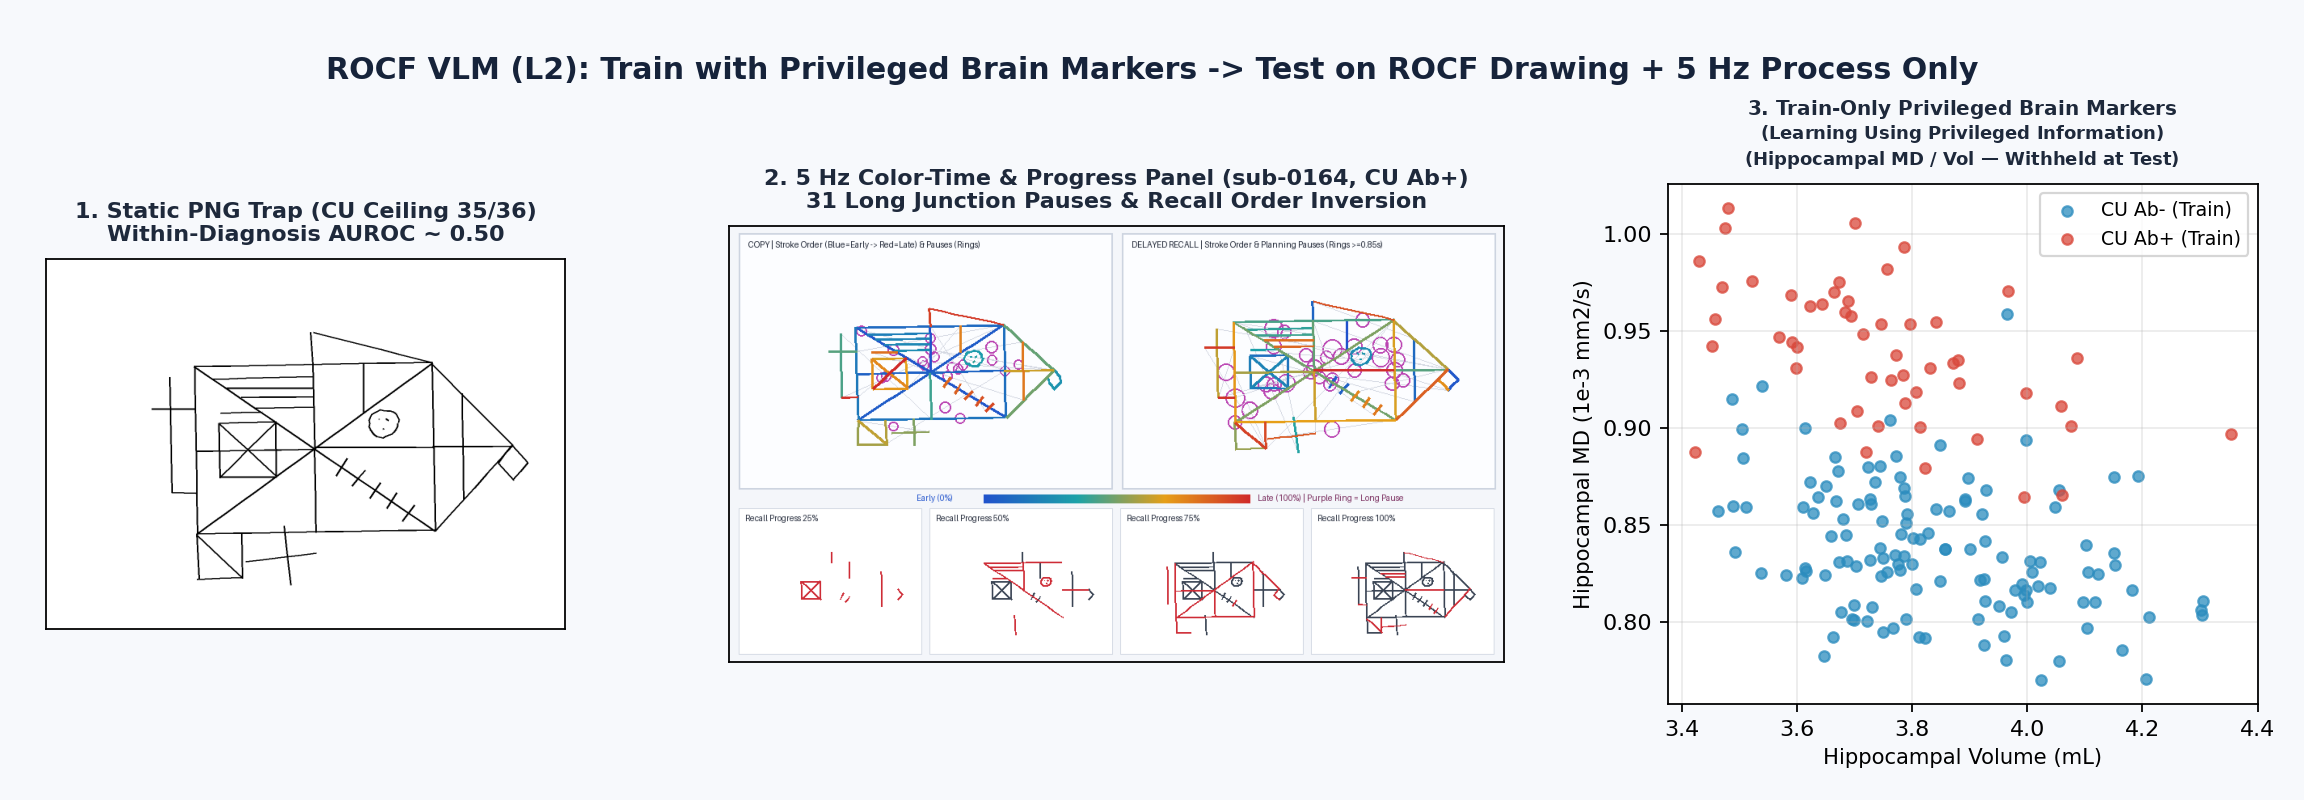 ROCF VLM (L2): Train with Privileged Brain Markers -> Test on ROCF Drawing + 5 Hz Process Only
1. Static PNG Trap (CU Ceiling 35/36)
Within-Diagnosis AUROC ~ 0.50
2. 5 Hz Color-Time & Progress Panel (sub-0164, CU Ab+)
31 Long Junction Pauses & Recall Order Inversion
COPY | Stroke Order (Blue=Early -> Red=Late) & Pauses (Rings)
DELAYED RECALL | Stroke Order & Planning Pauses (Rings >=0.85s)
Early (0%)
Late (100%) | Purple Ring = Long Pause
Recall Progress 25%
Recall Progress 50%
Recall Progress 75%
Recall Progress 100%
3. Train-Only Privileged Brain Markers
(Learning Using Privileged Information)
(Hippocampal MD / Vol — Withheld at Test)
CU Ab- (Train)
CU Ab+ (Train)
Hippocampal MD (1e-3 mm2/s)
1.00
0.95
0.90
0.85
0.80
3.4 3.6 3.8 4.0 4.2 4.4
Hippocampal Volume (mL)